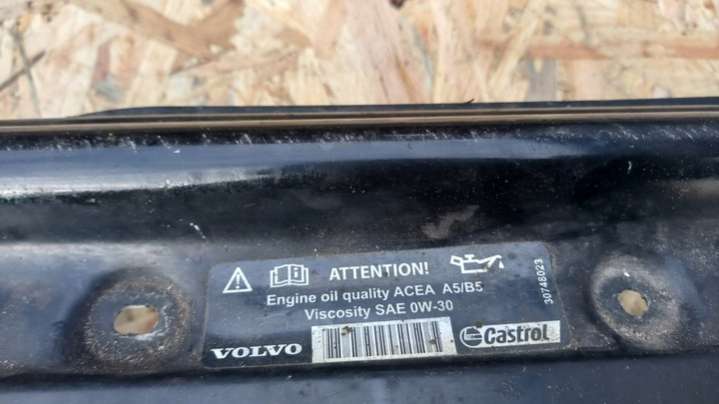 ATTENTION!
Engine oil quality ACEA A5/B5
Viscosity SAE 0W-30
VOLVO
Castrol
30748023